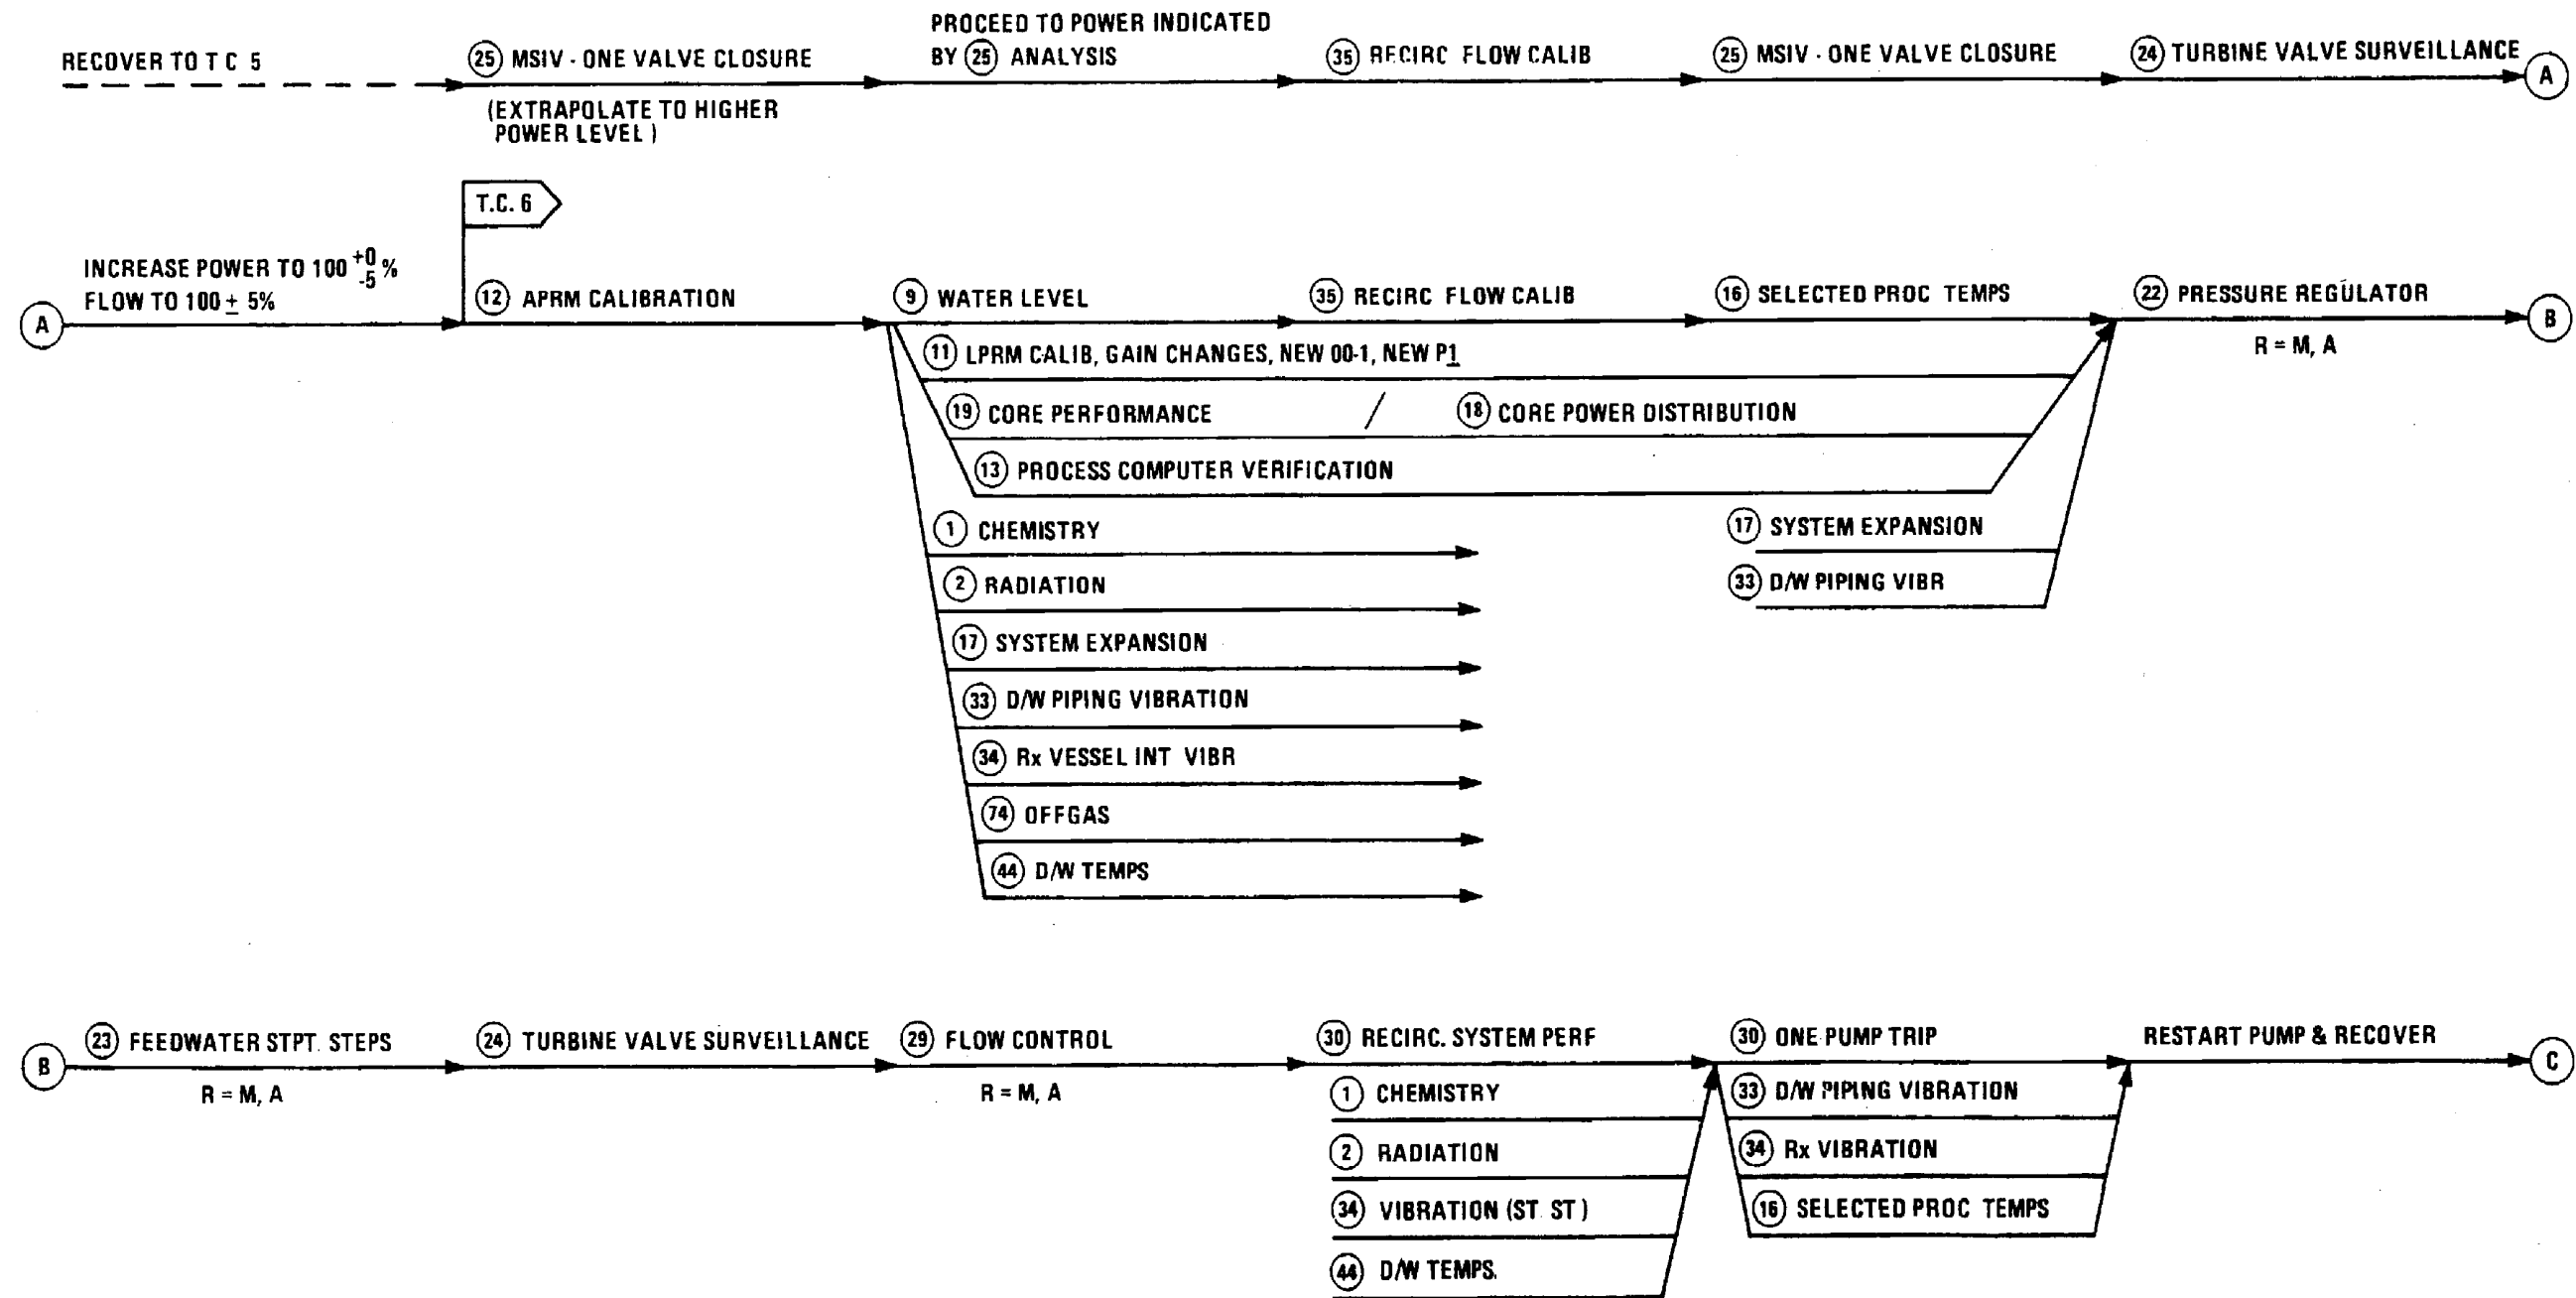 RECOVER TO T C 5
25 MSIV - ONE VALVE CLOSURE
(EXTRAPOLATE TO HIGHER
POWER LEVEL)
PROCEED TO POWER INDICATED
BY 25 ANALYSIS
35 RECIRC FLOW CALIB
25 MSIV - ONE VALVE CLOSURE
24 TURBINE VALVE SURVEILLANCE
A
T.C. 6
A
INCREASE POWER TO 100 +0 -5 %
FLOW TO 100 ± 5%
12 APRM CALIBRATION
9 WATER LEVEL
35 RECIRC FLOW CALIB
16 SELECTED PROC TEMPS
22 PRESSURE REGULATOR
R = M, A
B
11 LPRM CALIB, GAIN CHANGES, NEW 00-1, NEW P1
19 CORE PERFORMANCE / 18 CORE POWER DISTRIBUTION
13 PROCESS COMPUTER VERIFICATION
1 CHEMISTRY
2 RADIATION
17 SYSTEM EXPANSION
33 D/W PIPING VIBRATION
34 Rx VESSEL INT VIBR
74 OFFGAS
44 D/W TEMPS
17 SYSTEM EXPANSION
33 D/W PIPING VIBR
B
23 FEEDWATER STPT. STEPS
R = M, A
24 TURBINE VALVE SURVEILLANCE
29 FLOW CONTROL
R = M, A
30 RECIRC. SYSTEM PERF
1 CHEMISTRY
2 RADIATION
34 VIBRATION (ST ST)
44 D/W TEMPS.
30 ONE PUMP TRIP
33 D/W PIPING VIBRATION
34 Rx VIBRATION
16 SELECTED PROC TEMPS
RESTART PUMP & RECOVER
C